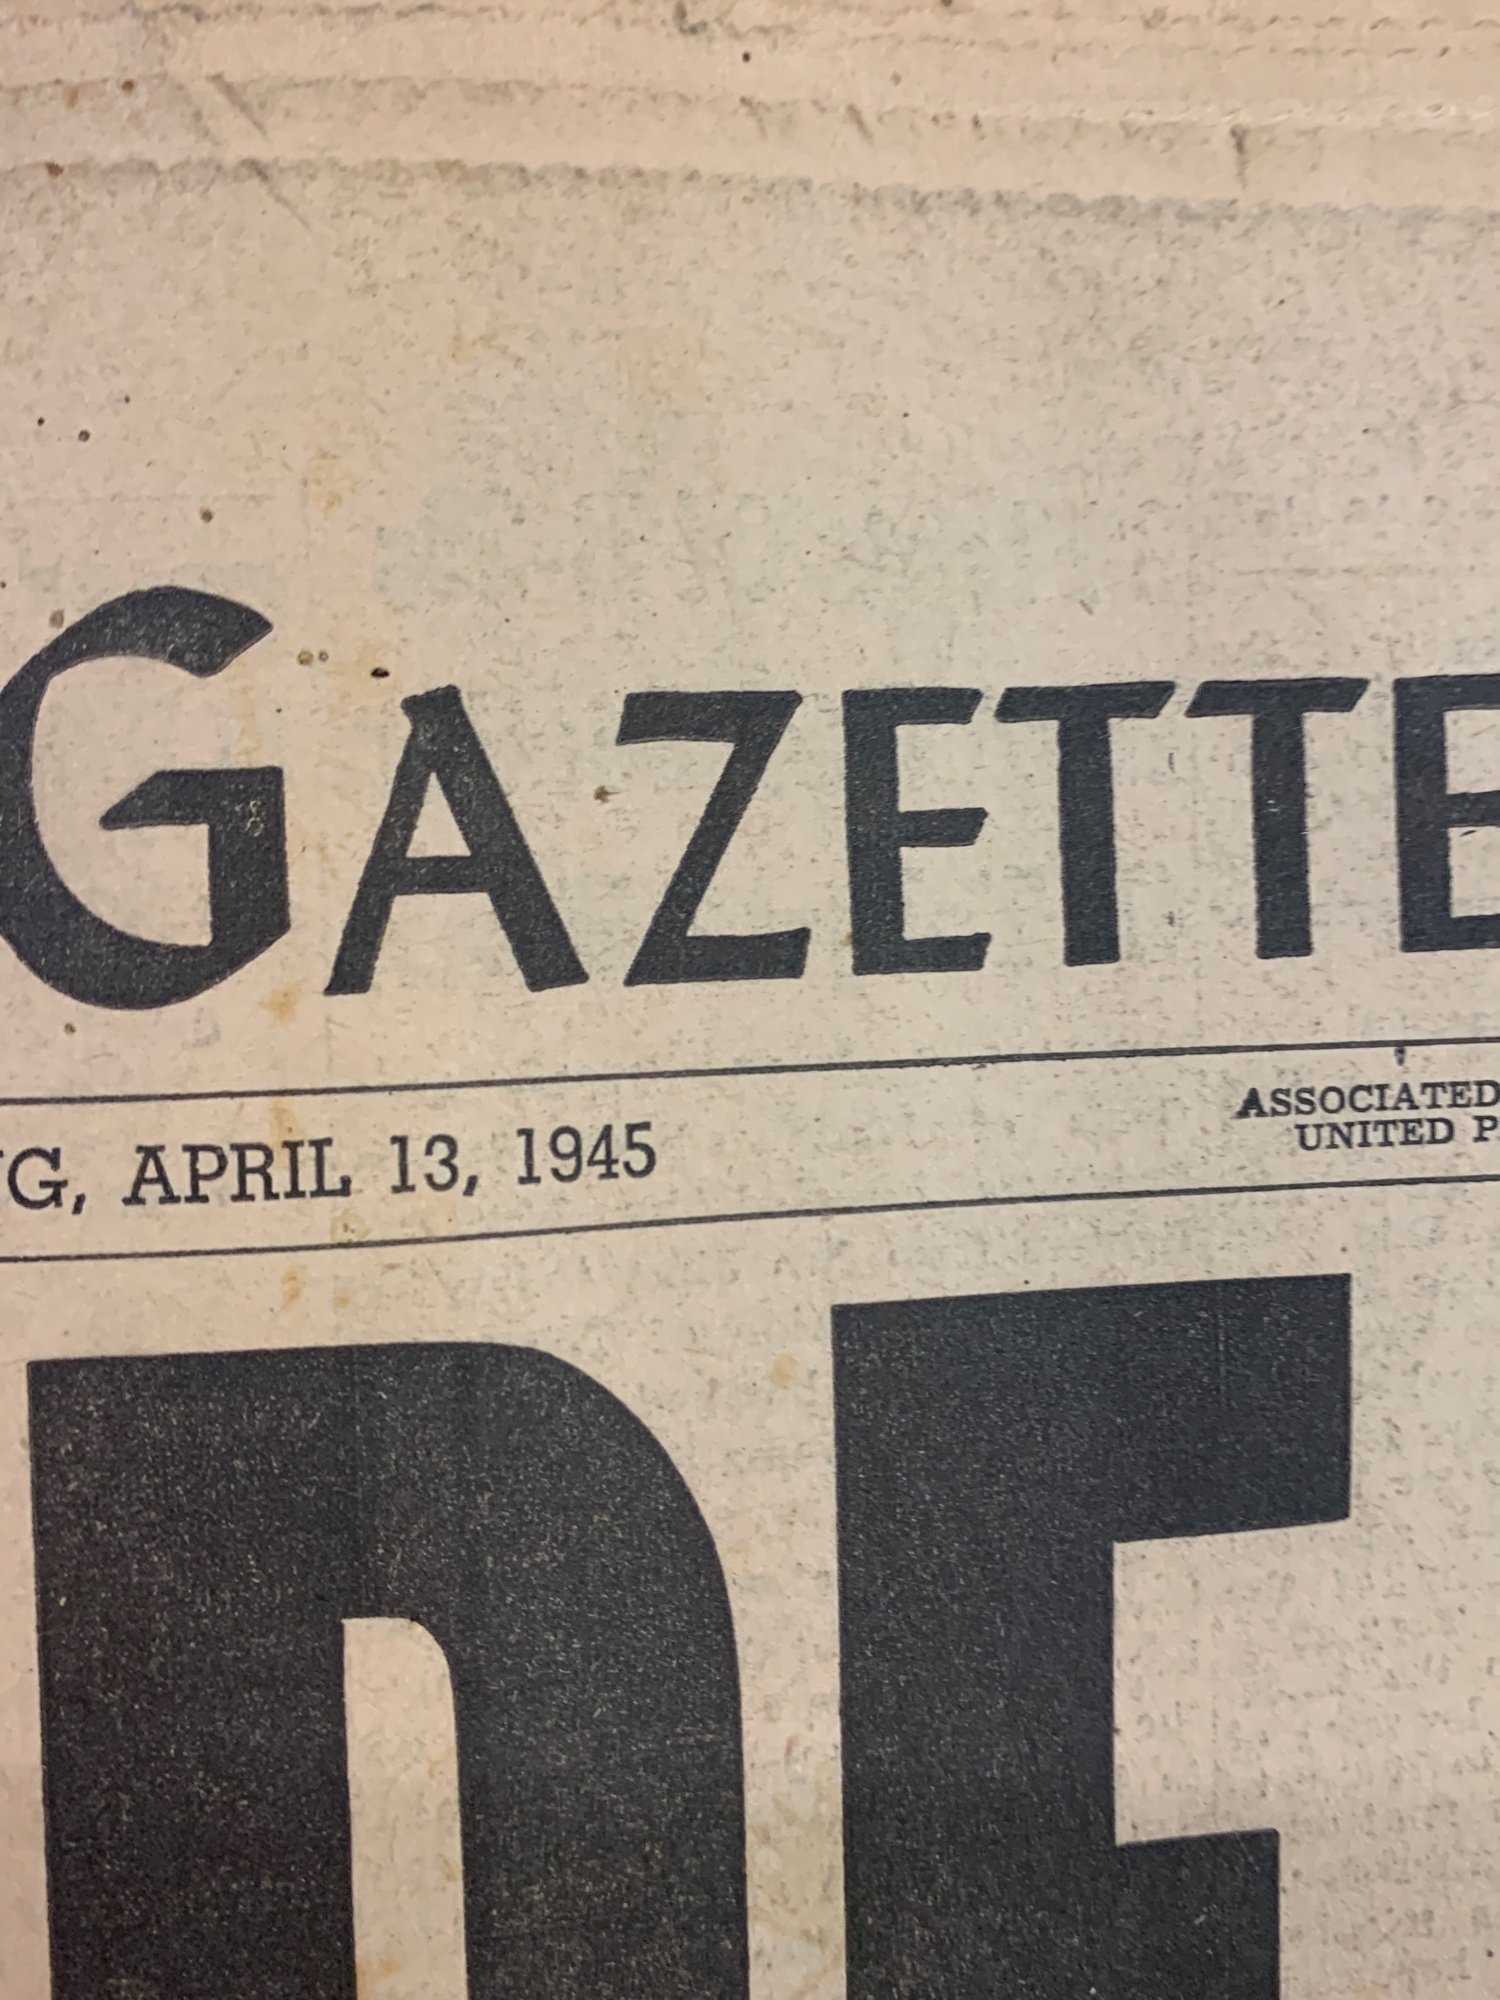 GAZETTE
G, APRIL 13, 1945
ASSOCIATED
UNITED P
DE